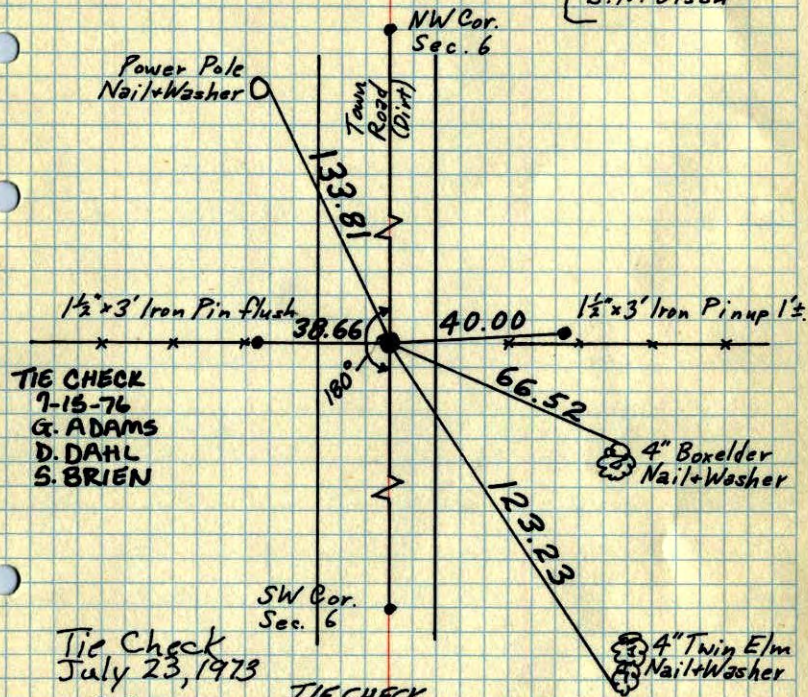 NW Cor.
Sec. 6
Power Pole
Nail+Washer
Town
Road
(Dirt)
133.81
1½"x3' Iron Pin flush
38.66
40.00
1½"x3' Iron Pin up 1'±
180°
66.52
TIE CHECK
7-15-76
G. ADAMS
D. DAHL
S. BRIEN
4" Boxelder
Nail+Washer
123.23
SW Cor.
Sec. 6
Tie Check
July 23, 1973
4" Twin Elm
Nail+Washer
TIE CHECK